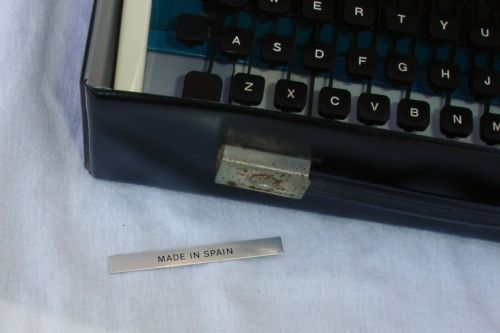 W E R T Y U
A S D F G H J
Z X C V B N M
MADE IN SPAIN